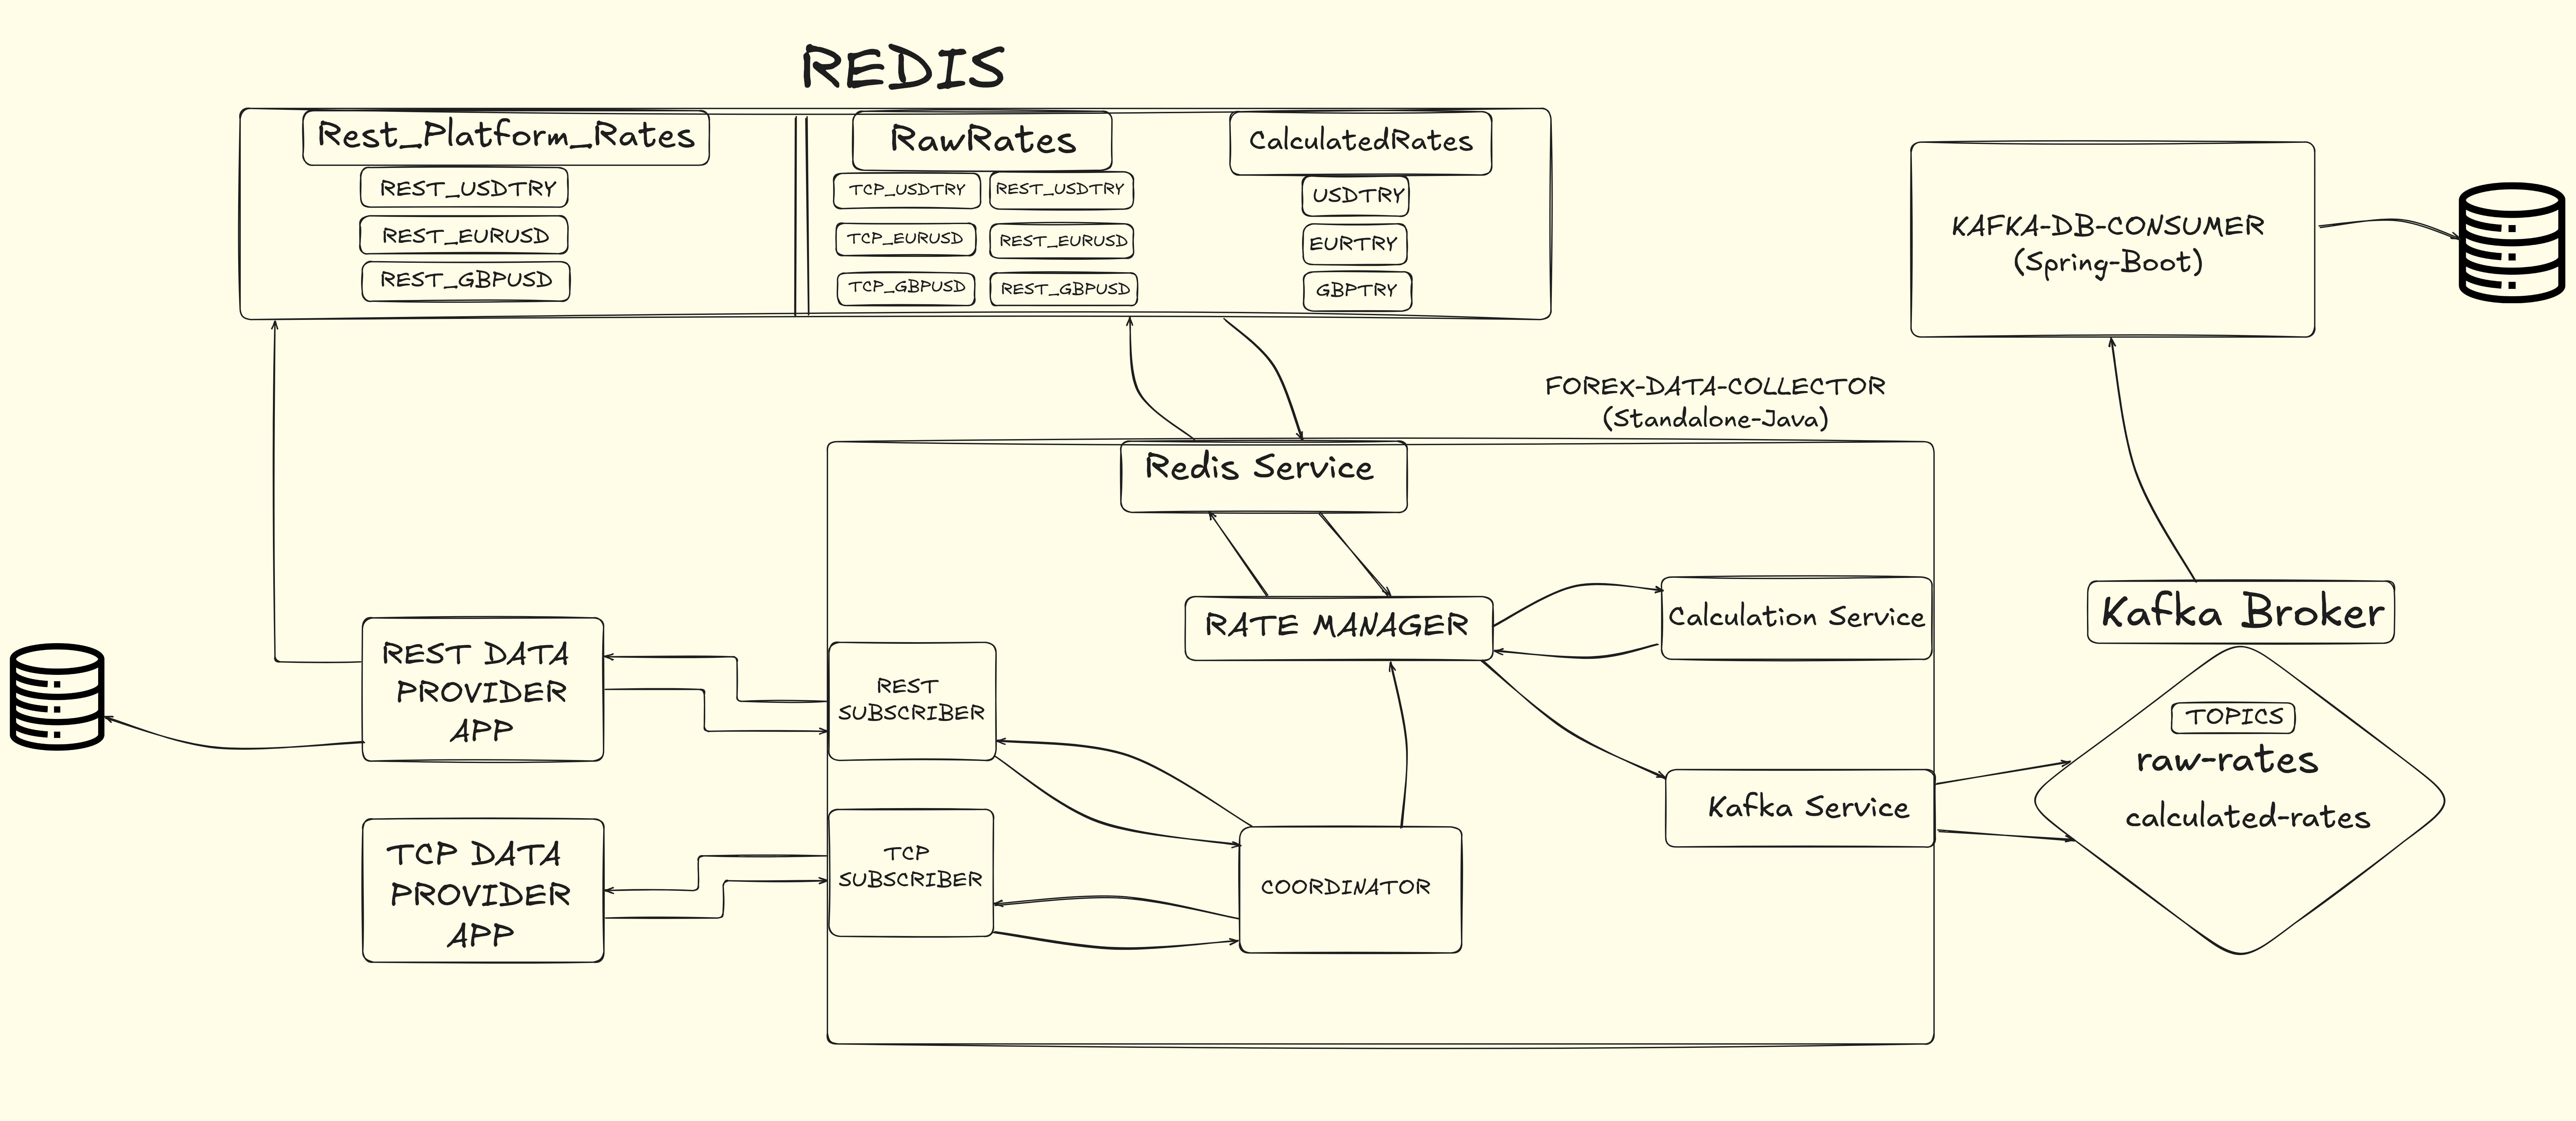 REDIS
Rest_Platform_Rates
REST_USDTRY
REST_EURUSD
REST_GBPUSD
RawRates
TCP_USDTRY
REST_USDTRY
TCP_EURUSD
REST_EURUSD
TCP_GBPUSD
REST_GBPUSD
CalculatedRates
USDTRY
EURTRY
GBPTRY
KAFKA-DB-CONSUMER
(Spring-Boot)
FOREX-DATA-COLLECTOR
(Standalone-Java)
Redis Service
RATE MANAGER
Calculation Service
Kafka Broker
REST DATA
PROVIDER
APP
REST
SUBSCRIBER
TOPICS
raw-rates
calculated-rates
Kafka Service
TCP DATA
PROVIDER
APP
TCP
SUBSCRIBER
COORDINATOR